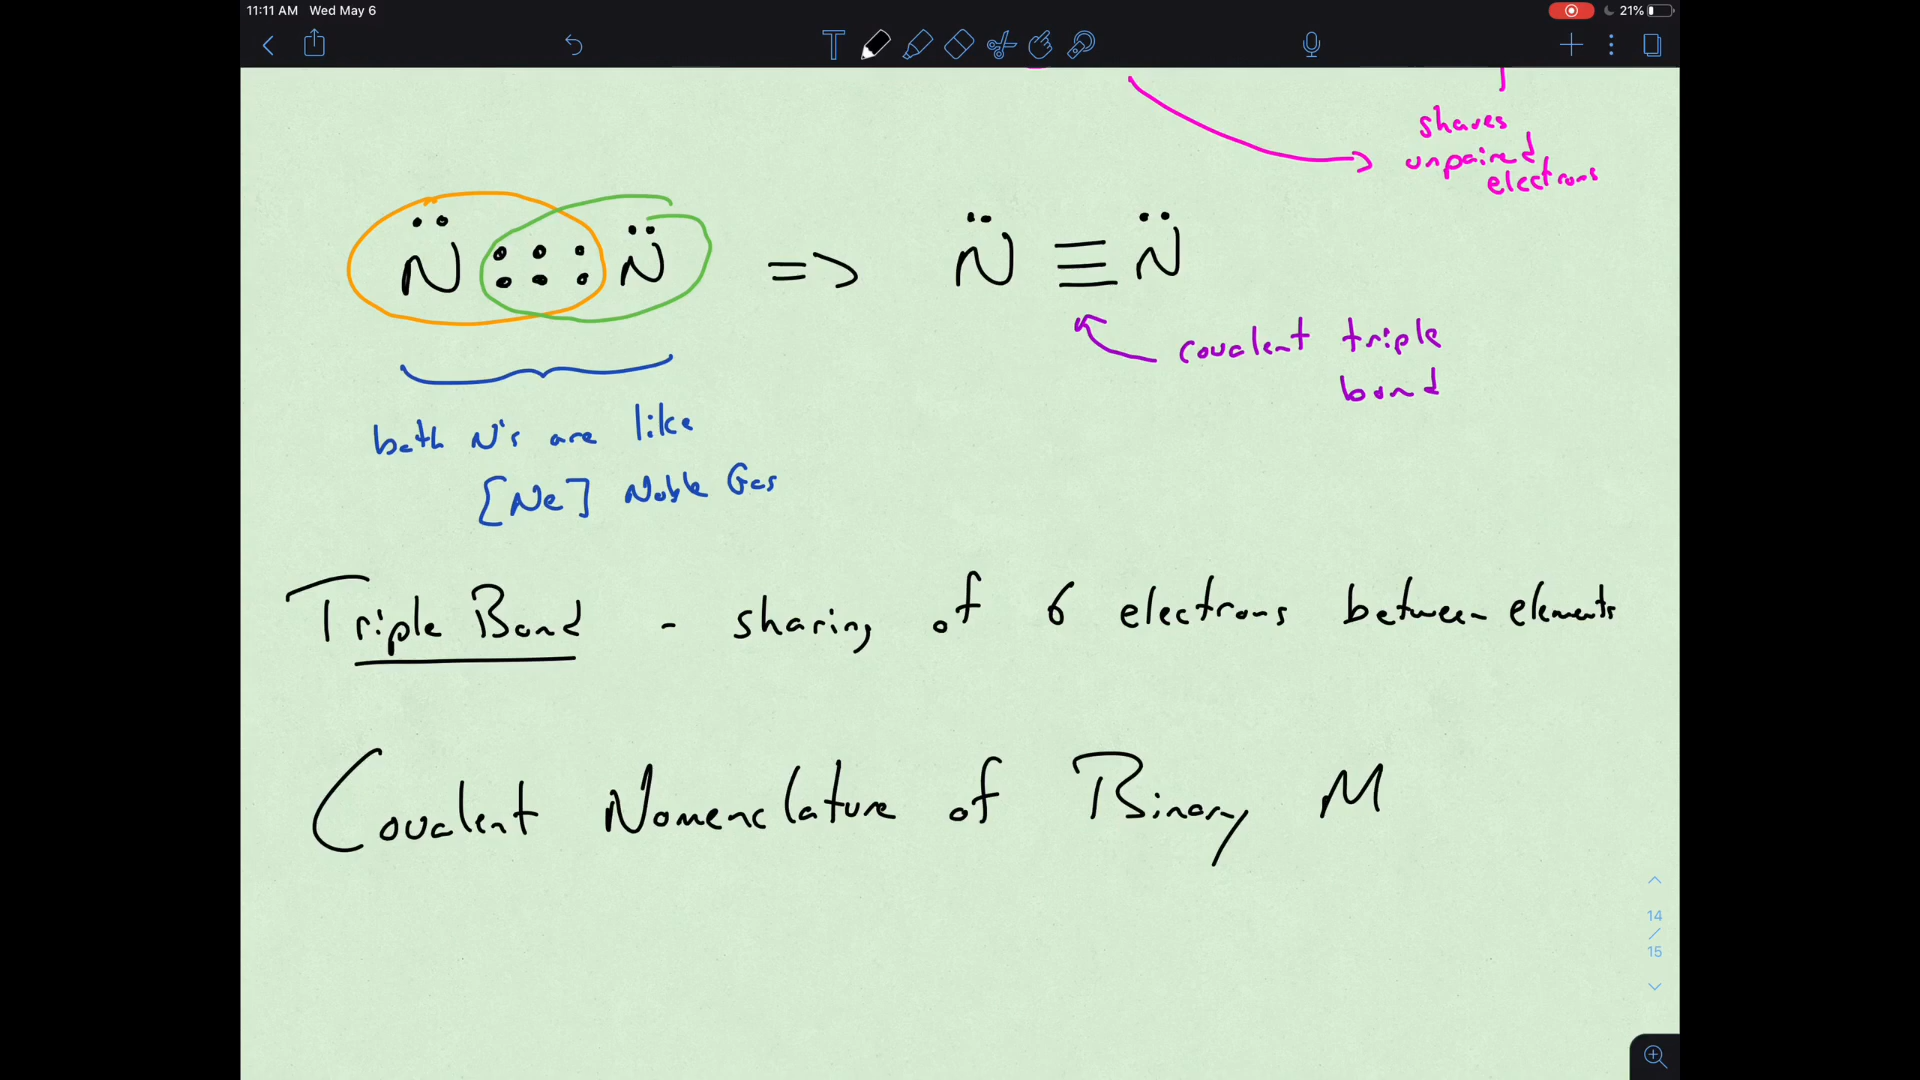 11:11 AM Wed May 6
21%
T
shares
unpaired
electrons
N N => N ≡ N
covalent triple
bond
both N's are like
[Ne] Noble Gas
Triple Bond - sharing of 6 electrons between elements
Covalent Nomenclature of Binary M
14
/
15